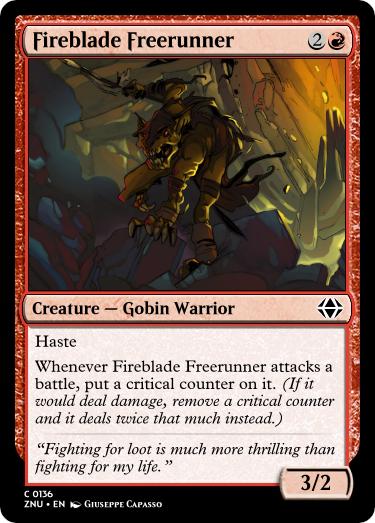 Fireblade Freerunner 2
Creature — Gobin Warrior
Haste
Whenever Fireblade Freerunner attacks a
battle, put a critical counter on it. (If it
would deal damage, remove a critical counter
and it deals twice that much instead.)
“Fighting for loot is much more thrilling than
fighting for my life.”
3/2
C 0136
ZNU • EN Giuseppe Capasso